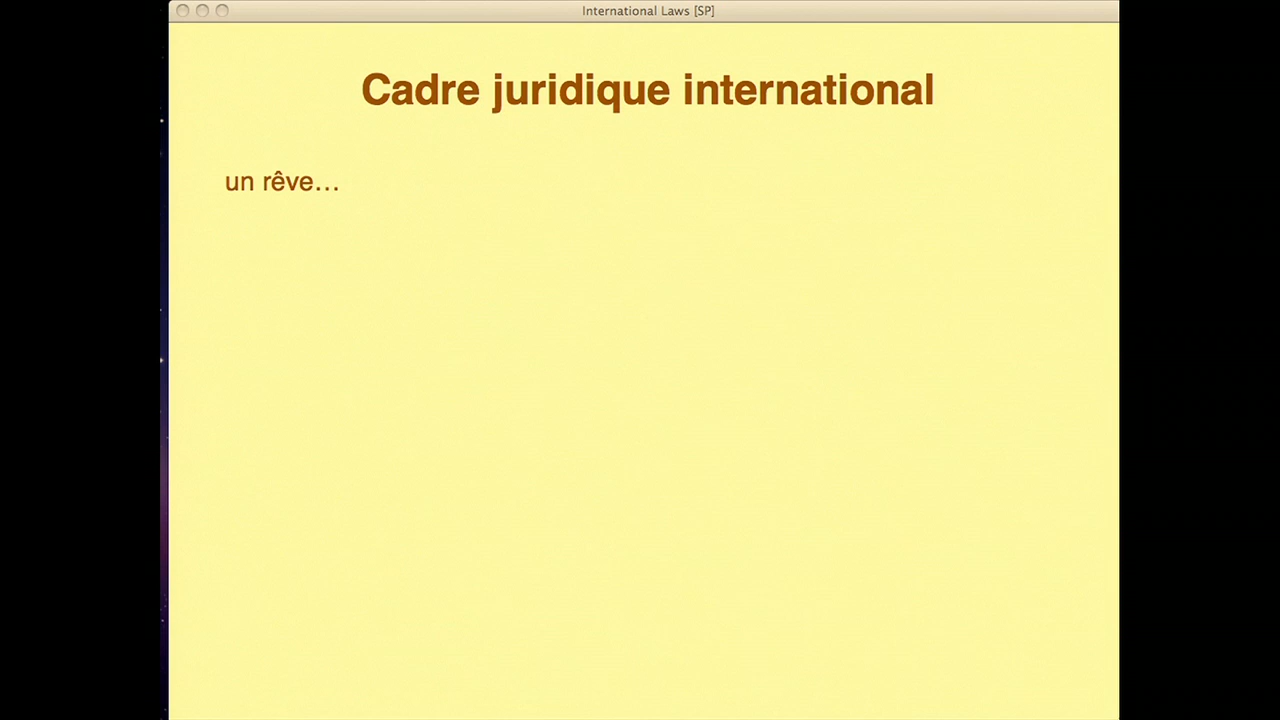 International Laws [SP]
Cadre juridique international
un rêve…